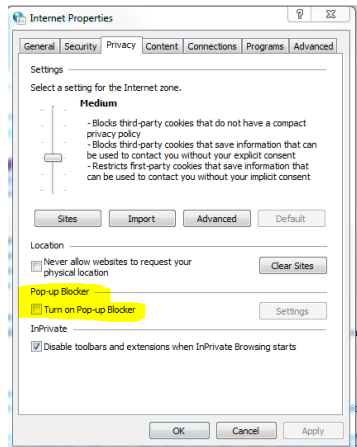 Internet Properties
General Security Privacy Content Connections Programs Advanced
Settings
Select a setting for the Internet zone.
Medium
- Blocks third-party cookies that do not have a compact
privacy policy
- Blocks third-party cookies that save information that can
be used to contact you without your explicit consent
- Restricts first-party cookies that save information that
can be used to contact you without your implicit consent
Sites Import Advanced Default
Location
Never allow websites to request your
physical location
Clear Sites
Pop-up Blocker
Turn on Pop-up Blocker
Settings
InPrivate
Disable toolbars and extensions when InPrivate Browsing starts
OK Cancel Apply